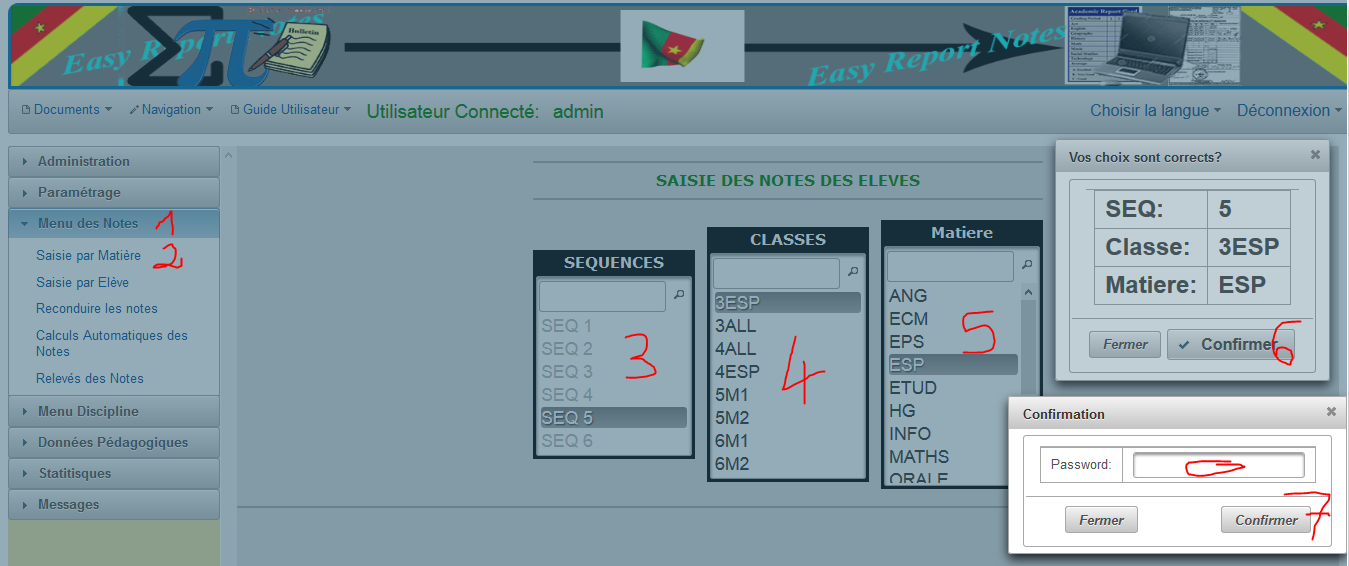 Easy Report Notes
Bulletin
Easy Report Notes
Academic Report Card
Documents
Navigation
Guide Utilisateur
Utilisateur Connecté: admin
Choisir la langue
Déconnexion
Administration
Paramétrage
Menu des Notes 1
Saisie par Matière 2
Saisie par Elève
Reconduire les notes
Calculs Automatiques des
Notes
Relevés des Notes
Menu Discipline
Données Pédagogiques
Statitisques
Messages
SAISIE DES NOTES DES ELEVES
SEQUENCES
SEQ 1
SEQ 2
SEQ 3
SEQ 4
SEQ 5
SEQ 6
3
CLASSES
3ESP
3ALL
4ALL
4ESP
5M1
5M2
6M1
6M2
4
Matiere
ANG
ECM
EPS
ESP
ETUD
HG
INFO
MATHS
ORALE
5
Vos choix sont corrects?
SEQ: 5
Classe: 3ESP
Matiere: ESP
Fermer
Confirmer 6
Confirmation
Password:
Fermer
Confirmer 7